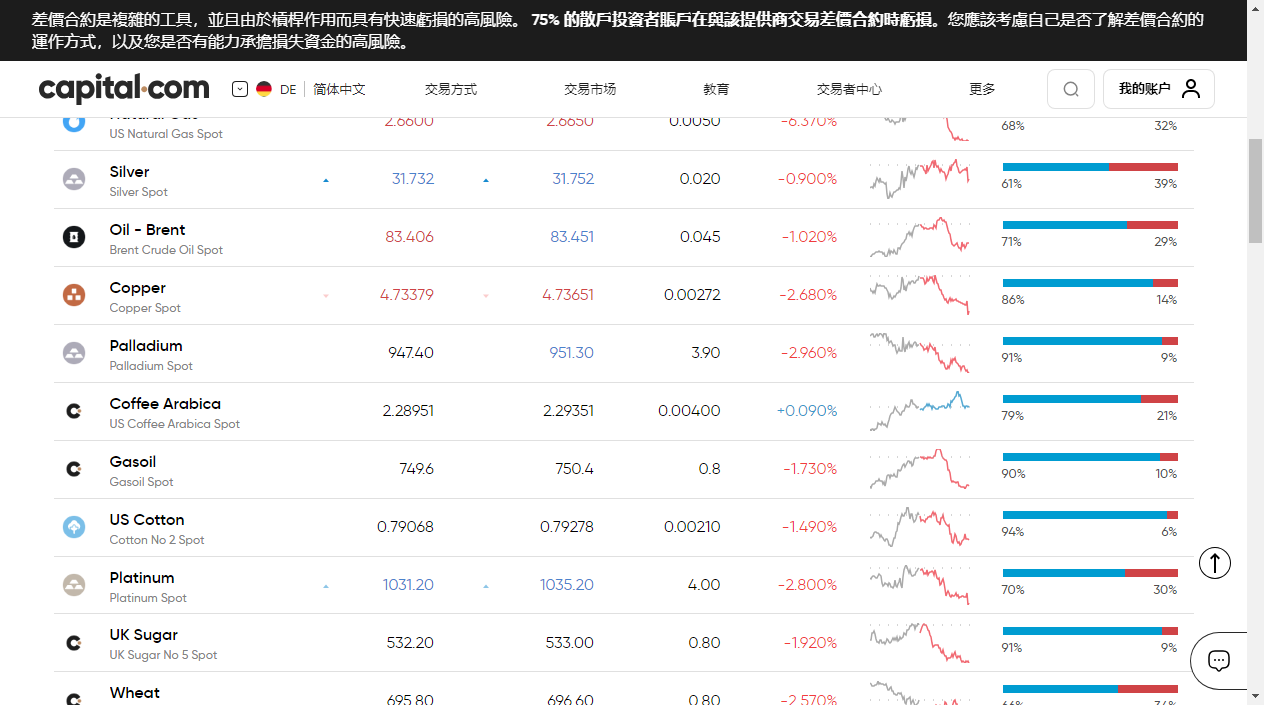 差價合約是複雜的工具，並且由於槓桿作用而具有快速虧損的高風險。 75% 的散戶投資者賬戶在與該提供商交易差價合約時虧損。您應該考慮自己是否了解差價合約的
運作方式，以及您是否有能力承擔損失資金的高風險。
capital.com DE 简体中文 交易方式 交易市场 教育 交易者中心 更多 我的账户
Natural Gas 2.6600 2.6650 0.0050 -6.370%
US Natural Gas Spot 68% 32%
Silver 31.732 31.752 0.020 -0.900%
Silver Spot 61% 39%
Oil - Brent 83.406 83.451 0.045 -1.020%
Brent Crude Oil Spot 71% 29%
Copper 4.73379 4.73651 0.00272 -2.680%
Copper Spot 86% 14%
Palladium 947.40 951.30 3.90 -2.960%
Palladium Spot 91% 9%
Coffee Arabica 2.28951 2.29351 0.00400 +0.090%
US Coffee Arabica Spot 79% 21%
Gasoil 749.6 750.4 0.8 -1.730%
Gasoil Spot 90% 10%
US Cotton 0.79068 0.79278 0.00210 -1.490%
Cotton No 2 Spot 94% 6%
Platinum 1031.20 1035.20 4.00 -2.800%
Platinum Spot 70% 30%
UK Sugar 532.20 533.00 0.80 -1.920%
UK Sugar No 5 Spot 91% 9%
Wheat 695.80 696.60 0.80 -2.570%